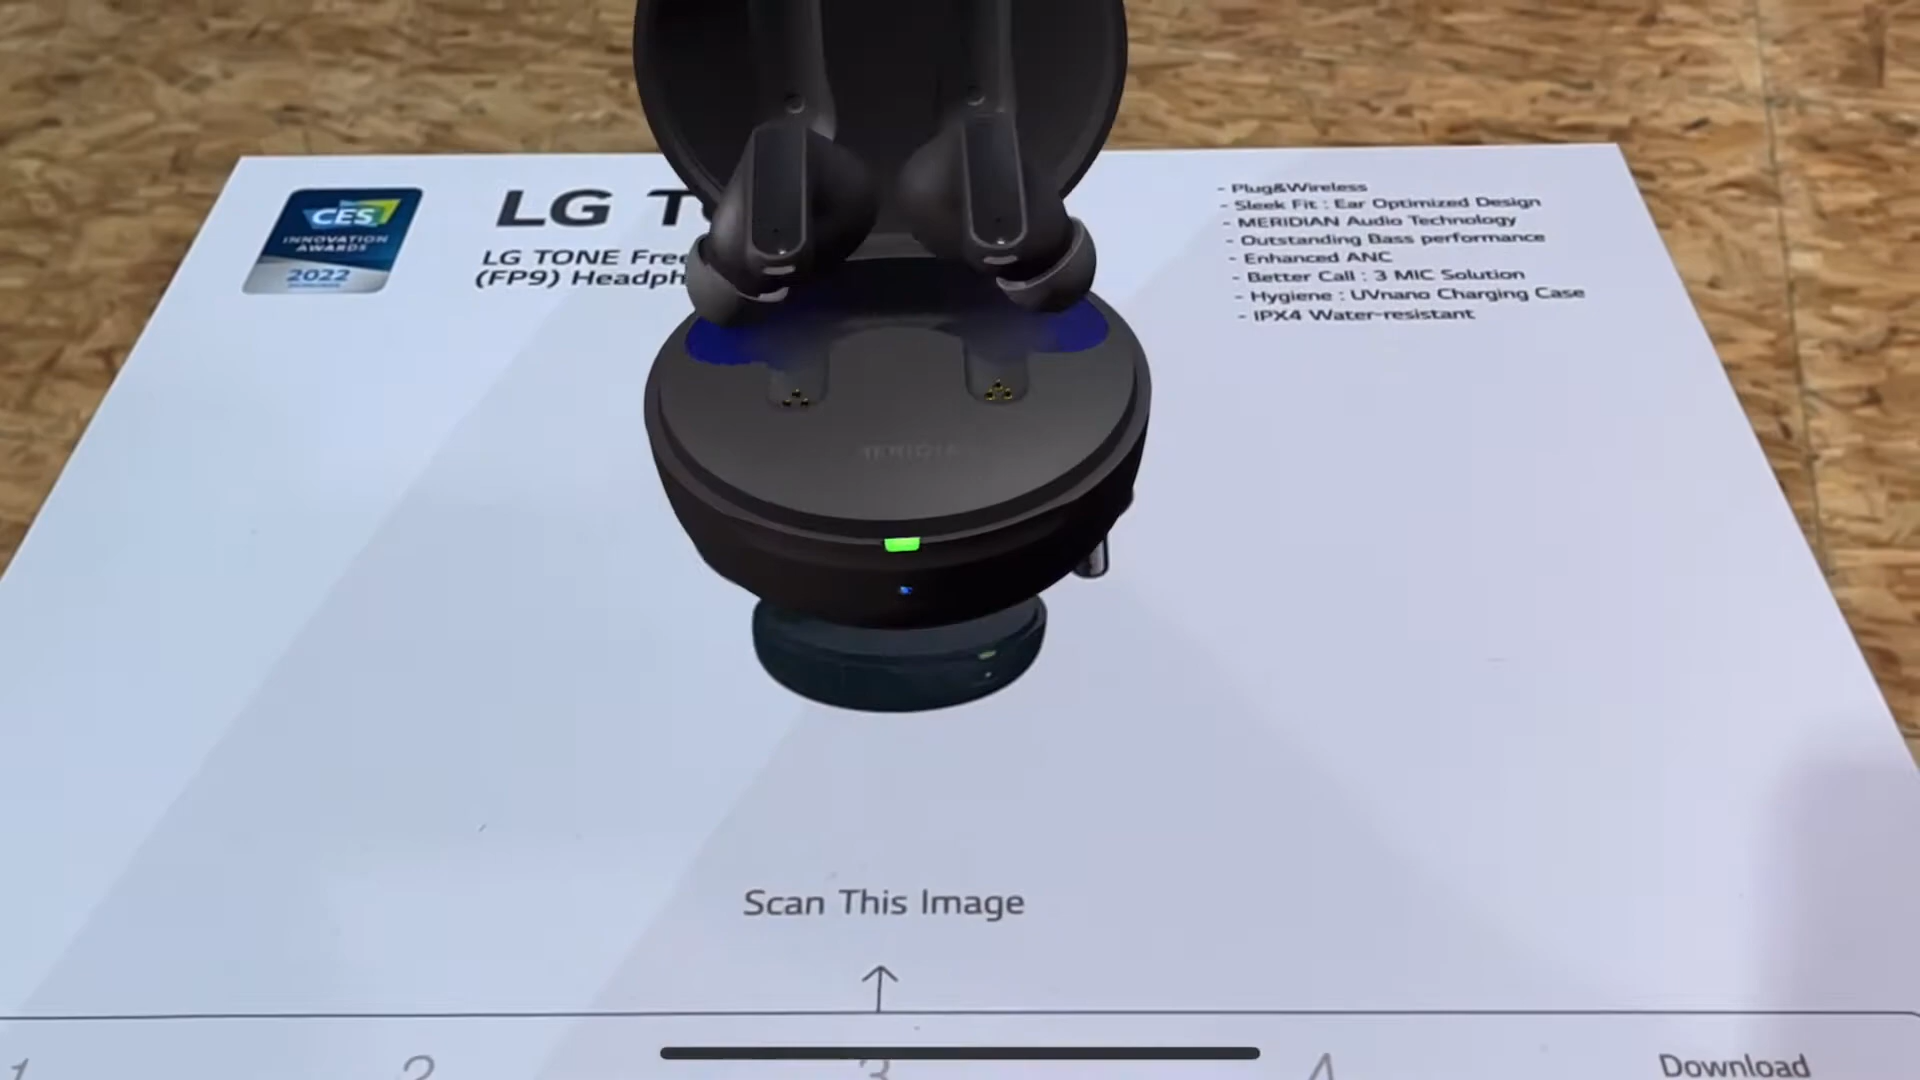 CES
INNOVATION
AWARDS
2022
LG T
LG TONE Free
(FP9) Headph
- Plug&Wireless
- Sleek Fit : Ear Optimized Design
- MERIDIAN Audio Technology
- Outstanding Bass performance
- Enhanced ANC
- Better Call : 3 MIC Solution
- Hygiene : UVnano Charging Case
- IPX4 Water-resistant
Scan This Image
1 2 3 4 Download